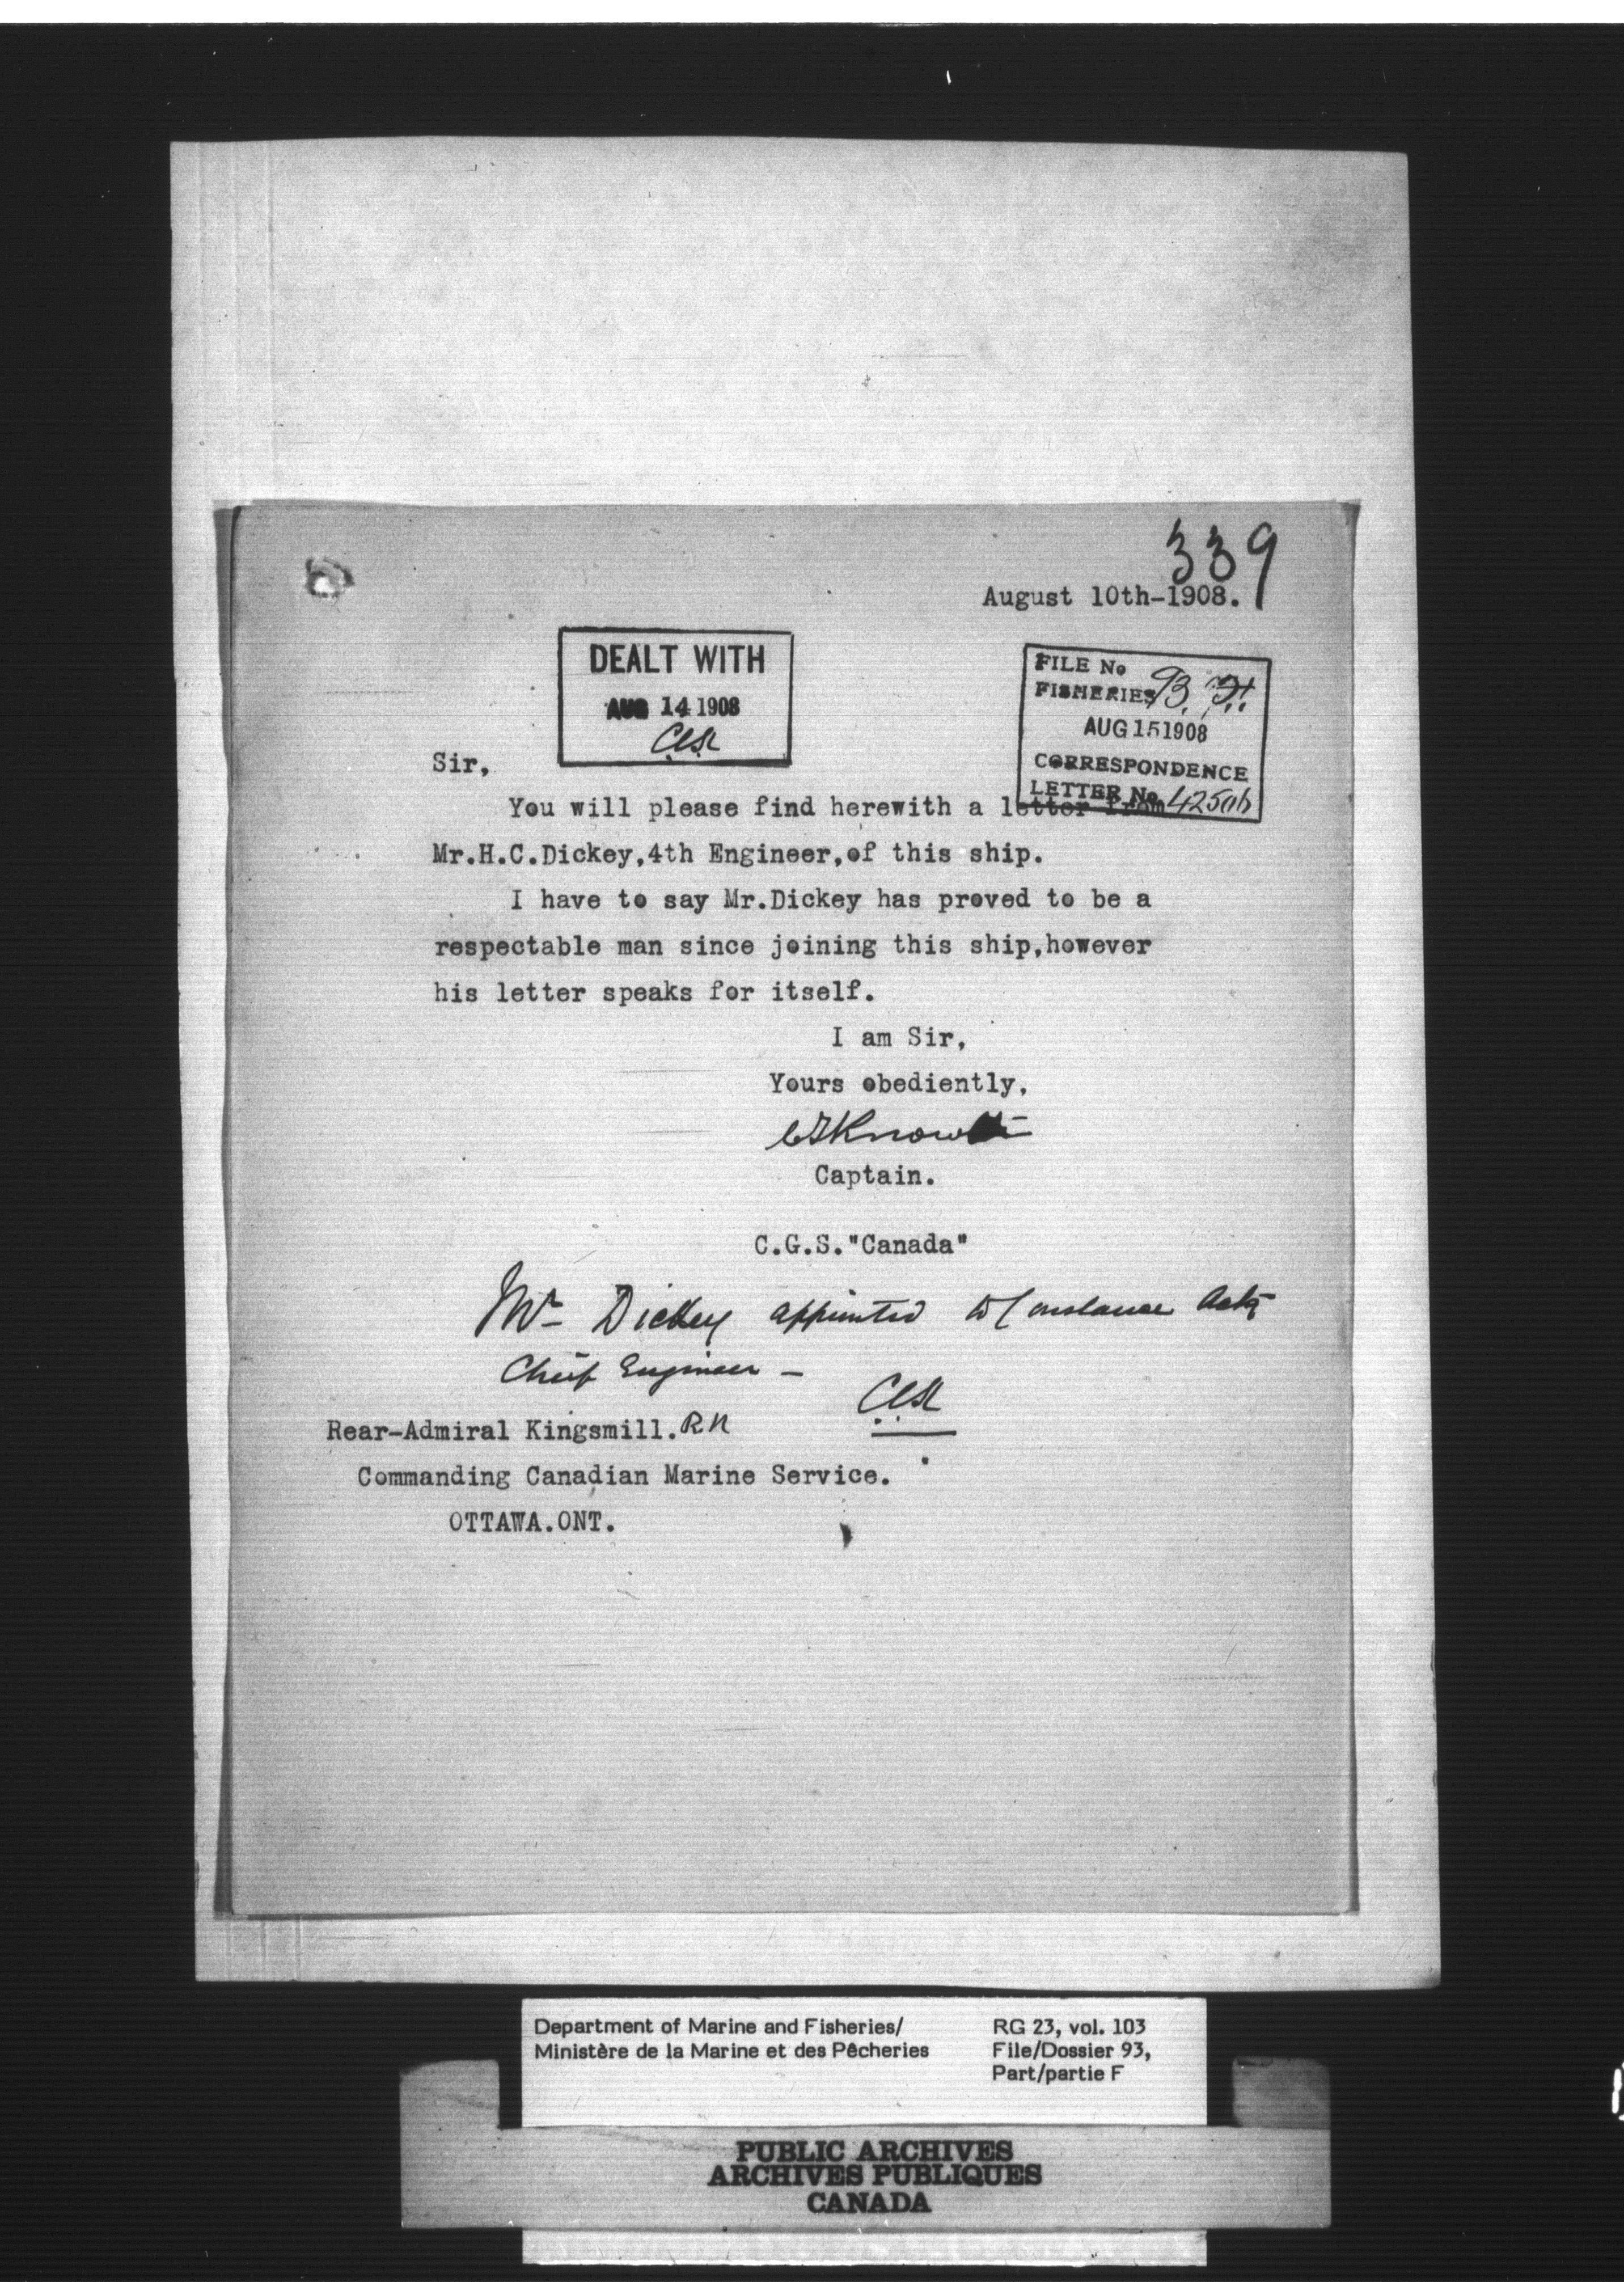 339
August 10th-1908.
DEALT WITH
AUG 14 1908
FILE No
FISHERIES 93.
AUG 15 1908
CORRESPONDENCE
LETTER No
Sir,
You will please find herewith a letter from
Mr.H.C.Dickey,4th Engineer,of this ship.
I have to say Mr.Dickey has proved to be a
respectable man since joining this ship,however
his letter speaks for itself.
I am Sir,
Yours obediently,
Captain.
C.G.S."Canada"
Mr Dickey appointed to Constance Actg
Chief Engineer —
Rear-Admiral Kingsmill. RN
Commanding Canadian Marine Service.
OTTAWA.ONT.
Department of Marine and Fisheries/
Ministère de la Marine et des Pêcheries
RG 23, vol. 103
File/Dossier 93,
Part/partie F
PUBLIC ARCHIVES
ARCHIVES PUBLIQUES
CANADA